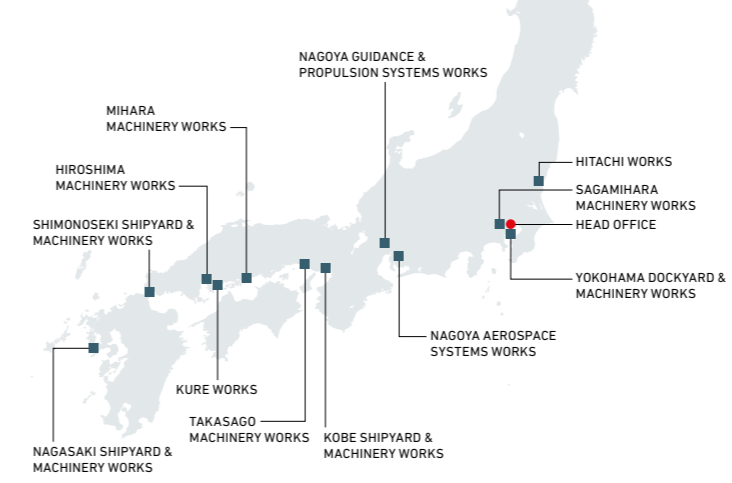 NAGOYA GUIDANCE &
PROPULSION SYSTEMS WORKS
MIHARA
MACHINERY WORKS
HIROSHIMA
MACHINERY WORKS
SHIMONOSEKI SHIPYARD &
MACHINERY WORKS
HITACHI WORKS
SAGAMIHARA
MACHINERY WORKS
HEAD OFFICE
YOKOHAMA DOCKYARD &
MACHINERY WORKS
NAGOYA AEROSPACE
SYSTEMS WORKS
KURE WORKS
TAKASAGO
MACHINERY WORKS
KOBE SHIPYARD &
MACHINERY WORKS
NAGASAKI SHIPYARD &
MACHINERY WORKS